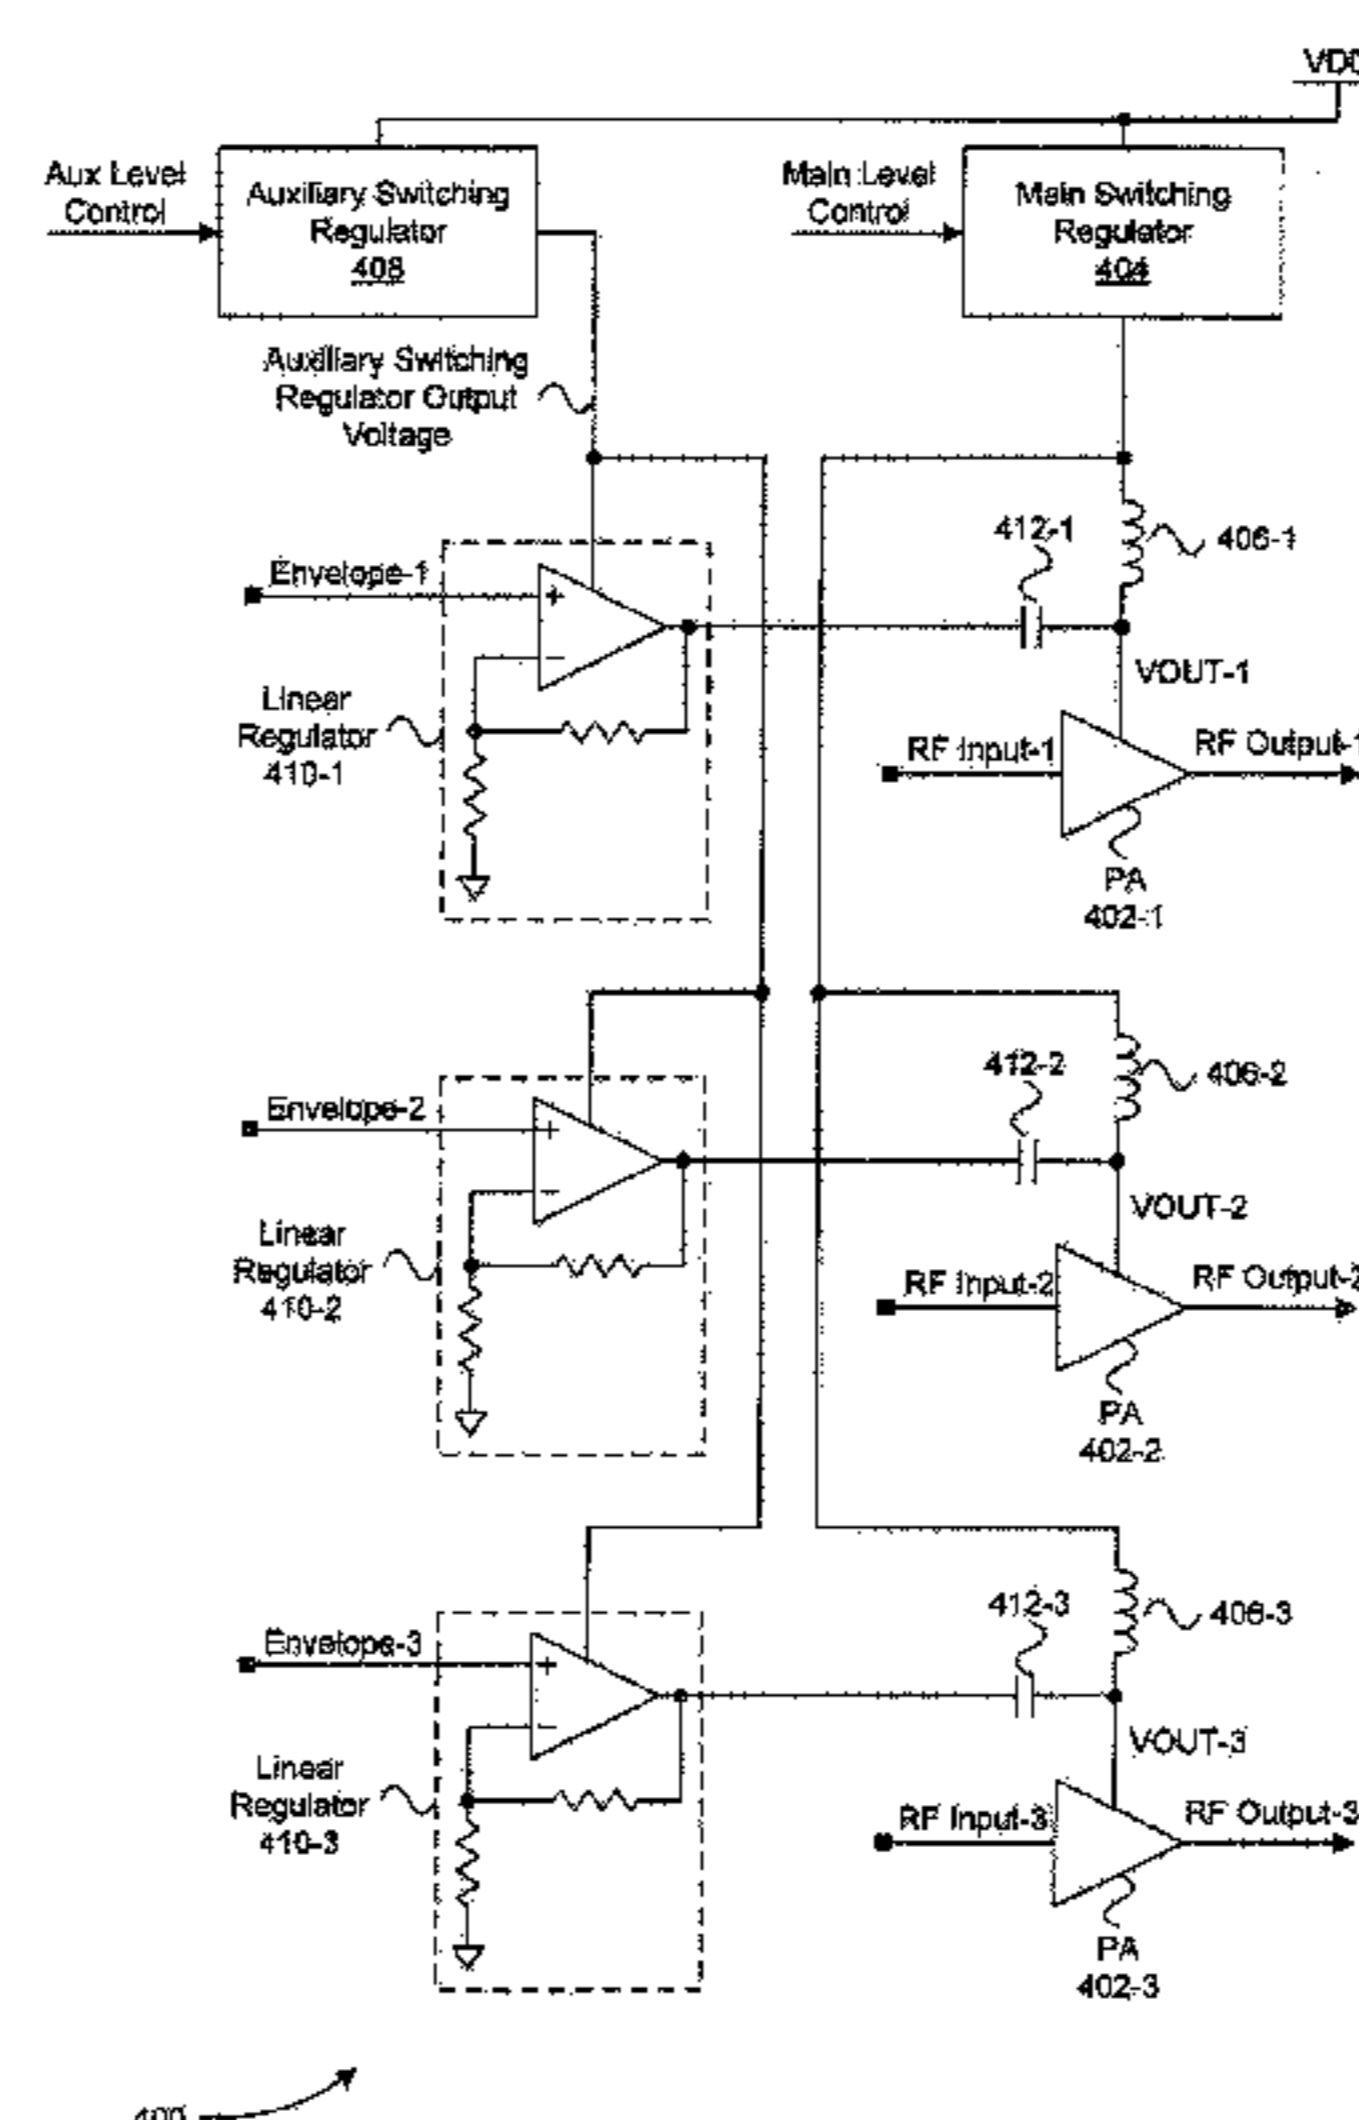 VDD
Aux Level
Control
Auxiliary Switching
Regulator
408
Main Level
Control
Main Switching
Regulator
404
Auxiliary Switching
Regulator Output
Voltage
412-1
406-1
Envelope-1
+
−
VOUT-1
Linear
Regulator
410-1
RF Input-1
RF Output-1
PA
402-1
412-2
406-2
Envelope-2
+
−
VOUT-2
Linear
Regulator
410-2
RF Input-2
RF Output-2
PA
402-2
412-3
406-3
Envelope-3
+
−
VOUT-3
Linear
Regulator
410-3
RF Input-3
RF Output-3
PA
402-3
400